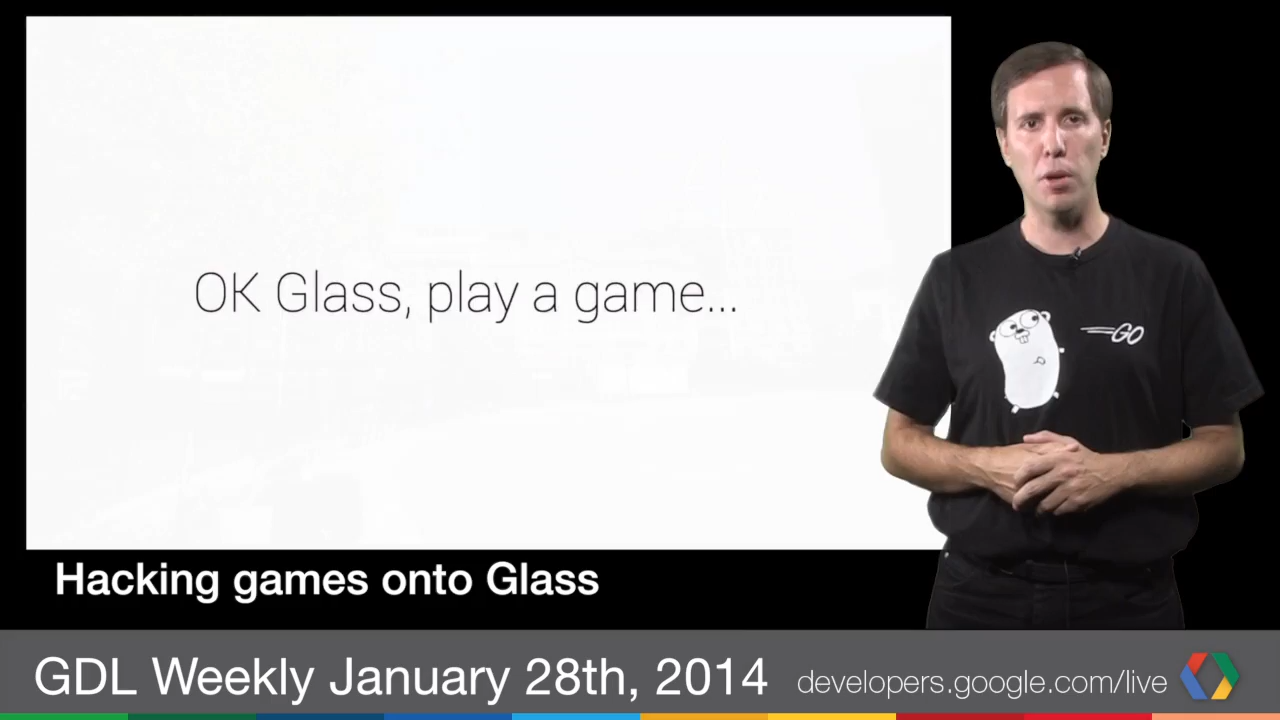 OK Glass, play a game...
GO
Hacking games onto Glass
GDL Weekly January 28th, 2014
developers.google.com/live